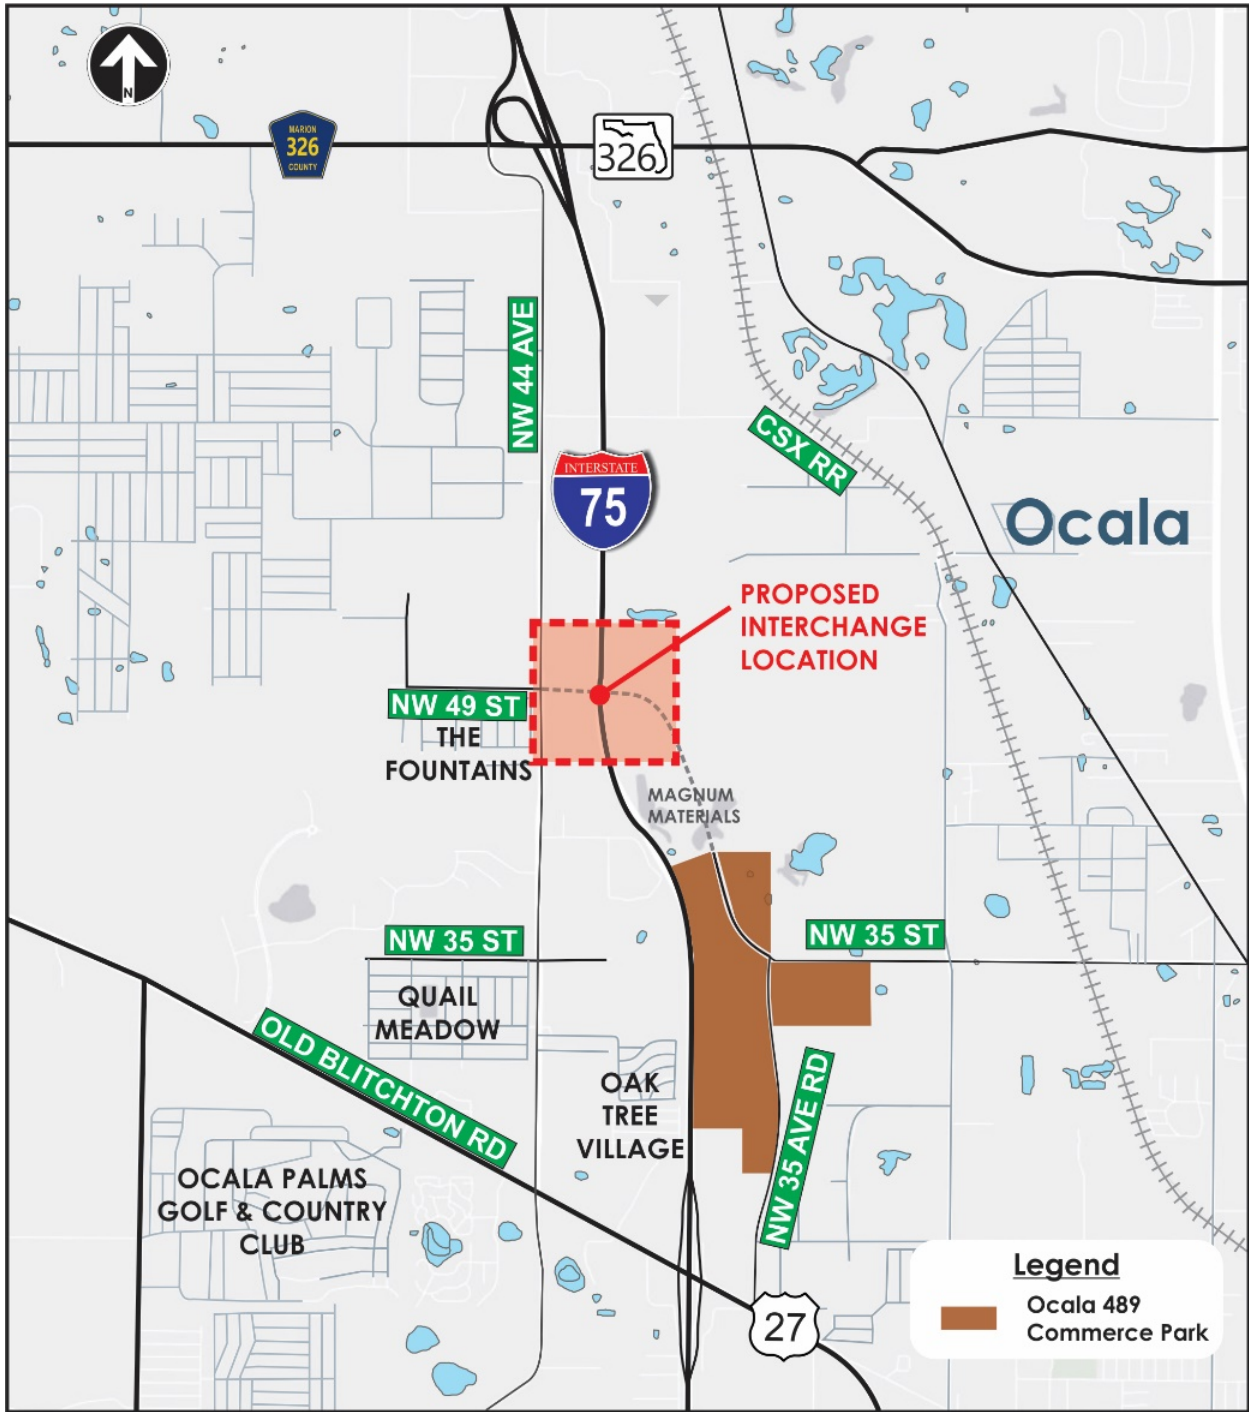 N
MARION
326
COUNTY
326
NW 44 AVE
CSX RR
INTERSTATE
75
Ocala
PROPOSED
INTERCHANGE
LOCATION
NW 49 ST
THE
FOUNTAINS
MAGNUM
MATERIALS
NW 35 ST
NW 35 ST
QUAIL
MEADOW
OLD BLITCHTON RD
OAK
TREE
VILLAGE
NW 35 AVE RD
OCALA PALMS
GOLF & COUNTRY
CLUB
27
Legend
Ocala 489
Commerce Park